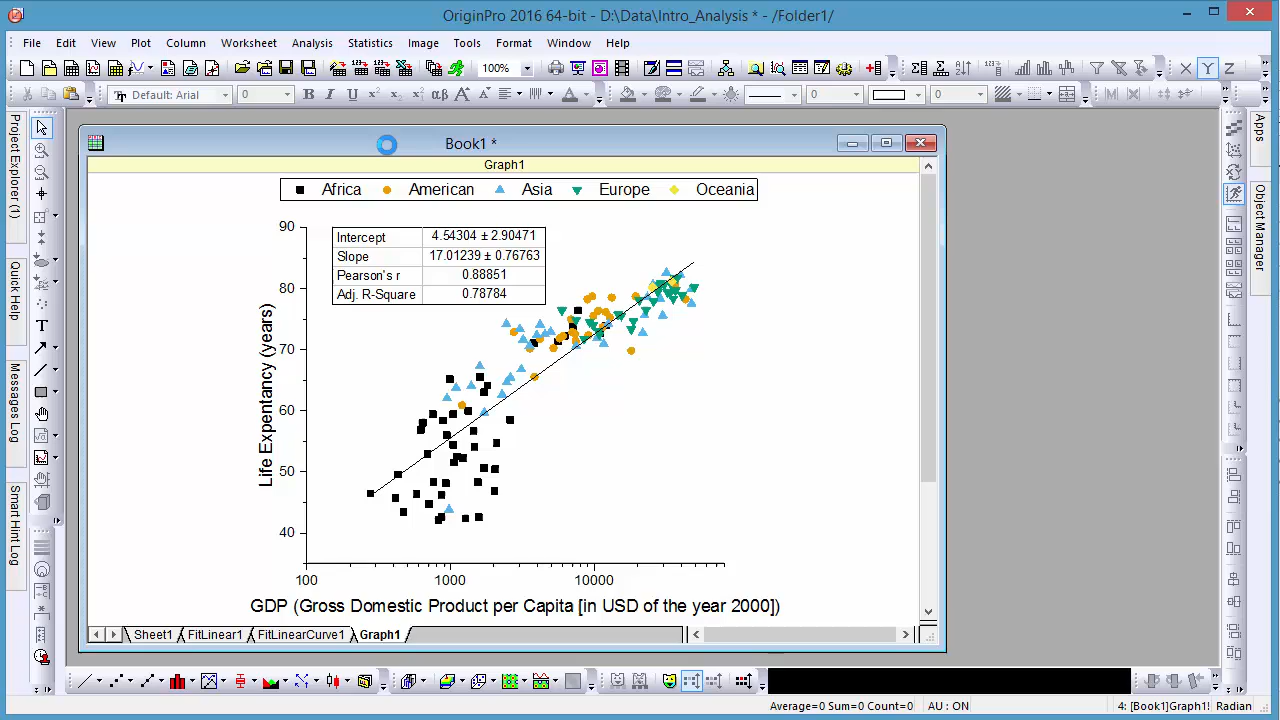 OriginPro 2016 64-bit - D:\Data\Intro_Analysis * - /Folder1/
File Edit View Plot Column Worksheet Analysis Statistics Image Tools Format Window Help
100%
Default: Arial 0 B I U αβ A A A 0 0
X Y Z
Project Explorer (1)
Quick Help
Messages Log
Smart Hint Log
Apps
Object Manager
Book1 *
Graph1
Africa American Asia Europe Oceania
Intercept 4.54304 ± 2.90471
Slope 17.01239 ± 0.76763
Pearson's r 0.88851
Adj. R-Square 0.78784
90
80
70
60
50
40
Life Expentancy (years)
100 1000 10000
GDP (Gross Domestic Product per Capita [in USD of the year 2000])
Sheet1 FitLinear1 FitLinearCurve1 Graph1
Average=0 Sum=0 Count=0 AU : ON 4: [Book1]Graph1! Radian